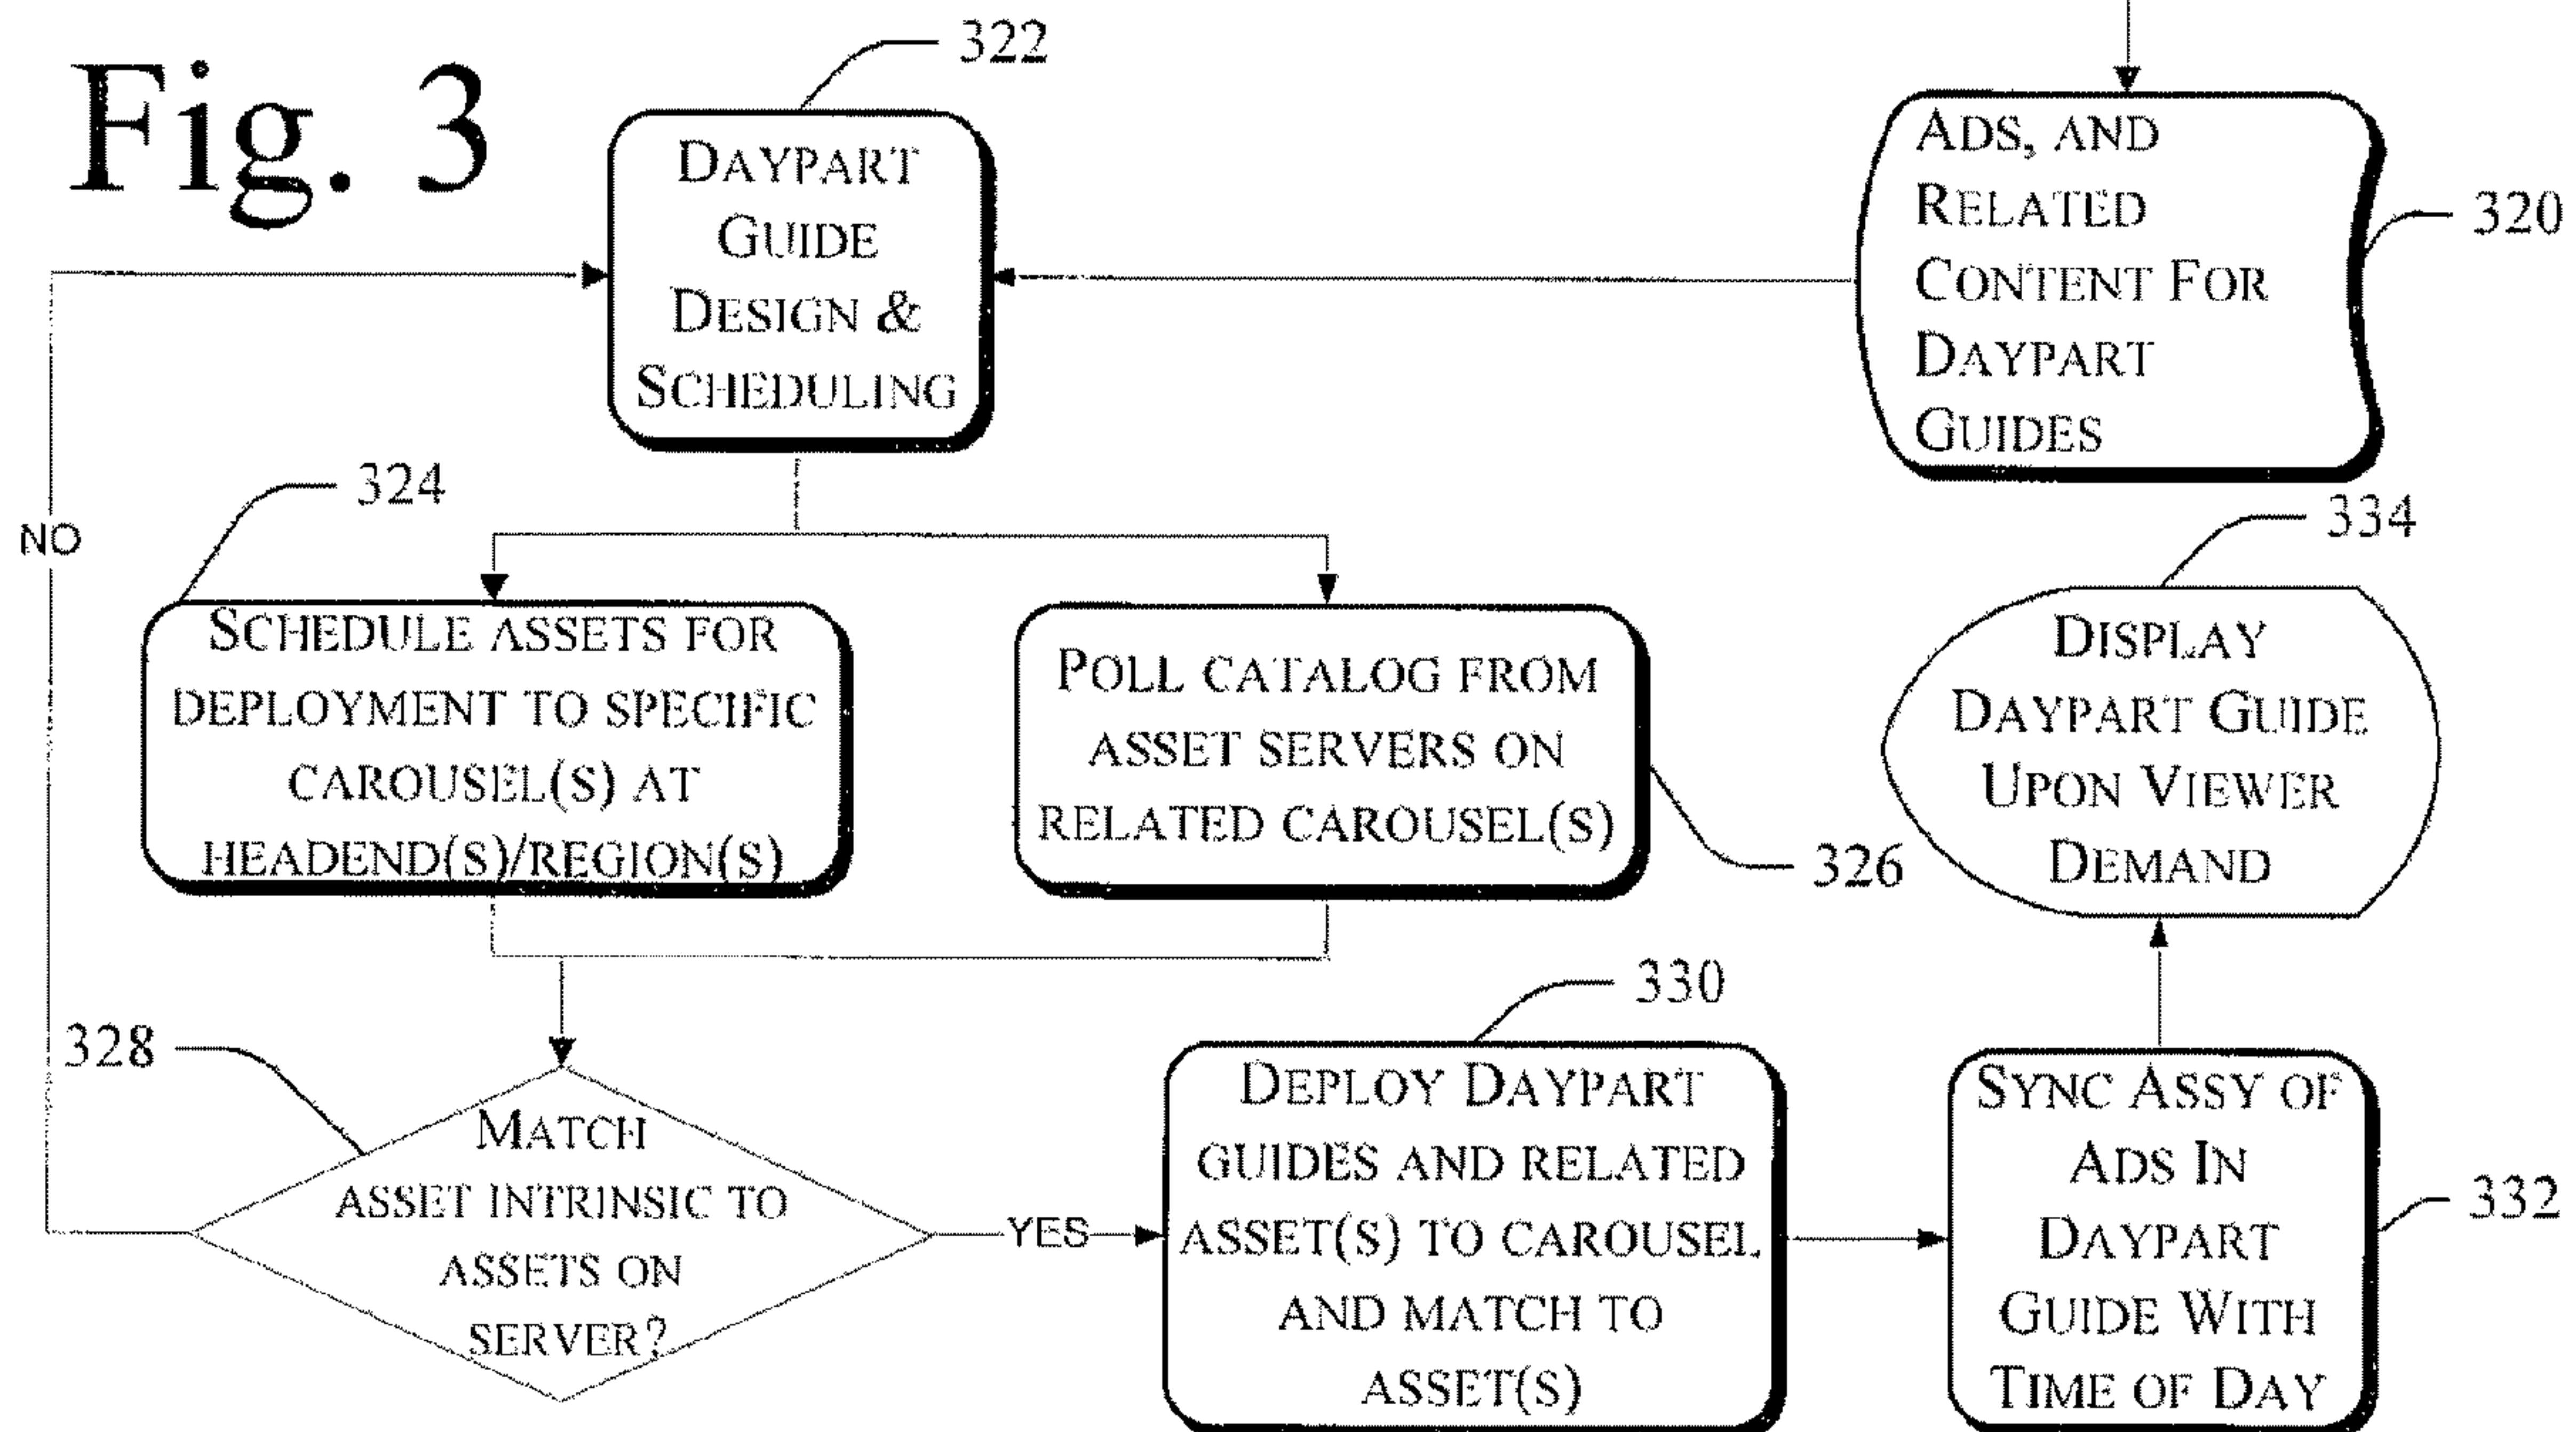 Fig. 3
322
DAYPART
GUIDE
DESIGN &
SCHEDULING
ADS, AND
RELATED
CONTENT FOR
DAYPART
GUIDES
320
NO
324
SCHEDULE ASSETS FOR
DEPLOYMENT TO SPECIFIC
CAROUSEL(S) AT
HEADEND(S)/REGION(S)
POLL CATALOG FROM
ASSET SERVERS ON
RELATED CAROUSEL(S)
326
334
DISPLAY
DAYPART GUIDE
UPON VIEWER
DEMAND
328
MATCH
ASSET INTRINSIC TO
ASSETS ON
SERVER?
YES
330
DEPLOY DAYPART
GUIDES AND RELATED
ASSET(S) TO CAROUSEL
AND MATCH TO
ASSET(S)
SYNC ASSY OF
ADS IN
DAYPART
GUIDE WITH
TIME OF DAY
332